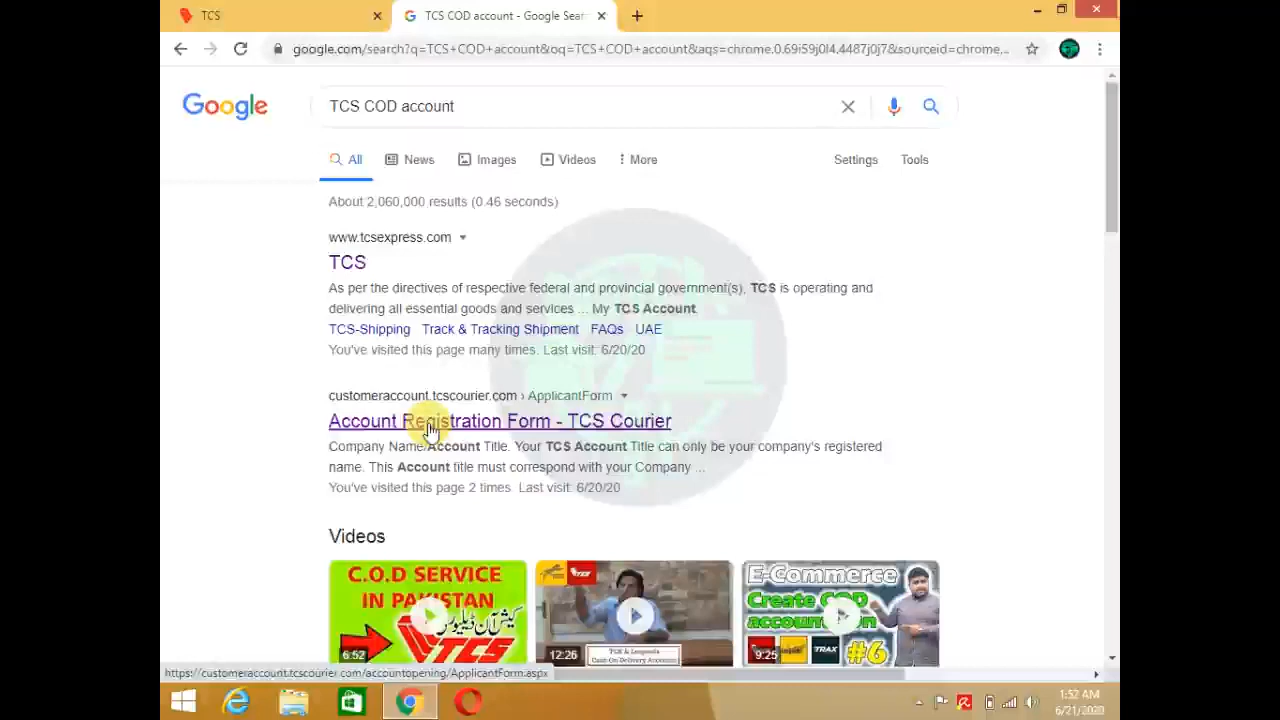 TCS
TCS COD account - Google Sear
google.com/search?q=TCS+COD+account&oq=TCS+COD+account&aqs=chrome.0.69i59j0l4.4487j0j7&sourceid=chrome,...
Google
TCS COD account
All News Images Videos More Settings Tools
About 2,060,000 results (0.46 seconds)
www.tcsexpress.com
TCS
As per the directives of respective federal and provincial government(s), TCS is operating and
delivering all essential goods and services ... My TCS Account.
TCS-Shipping Track & Tracking Shipment FAQs UAE
You've visited this page many times. Last visit: 6/20/20
customeraccount.tcscourier.com › ApplicantForm
Account Registration Form - TCS Courier
Company Name/Account Title. Your TCS Account Title can only be your company's registered
name. This Account title must correspond with your Company ...
You've visited this page 2 times. Last visit: 6/20/20
Videos
C.O.D SERVICE
IN PAKISTAN
کیش آن ڈیلیوری
TCS
6:52
TCS & Leopards
Cash On Delivery Account
12:26
E-Commerce
Create COD
account on
TRAX
#6
9:25
https://customeraccount.tcscourier.com/accountopening/ApplicantForm.aspx
1:52 AM
6/21/2020